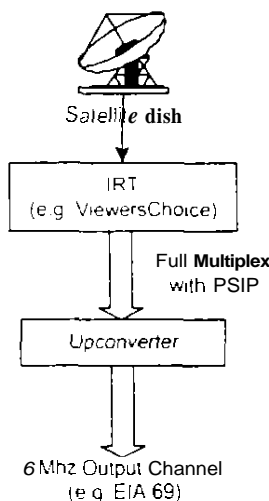 Satellite dish
IRT
(e.g. ViewersChoice)
Full Multiplex
with PSIP
Upconverter
6 Mhz Output Channel
(e.g. EIA 69)